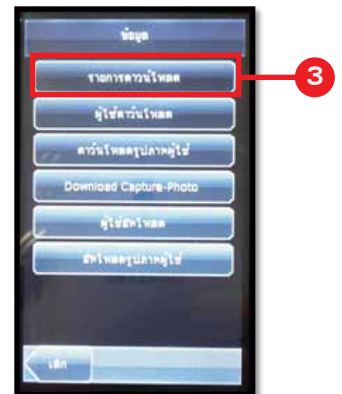 ข้อมูล
รายการดาวน์โหลด
3
ผู้ใช้ดาวน์โหลด
ดาวน์โหลดรูปภาพผู้ใช้
Download Capture-Photo
ผู้ใช้อัพโหลด
อัพโหลดรูปภาพผู้ใช้
เลิก